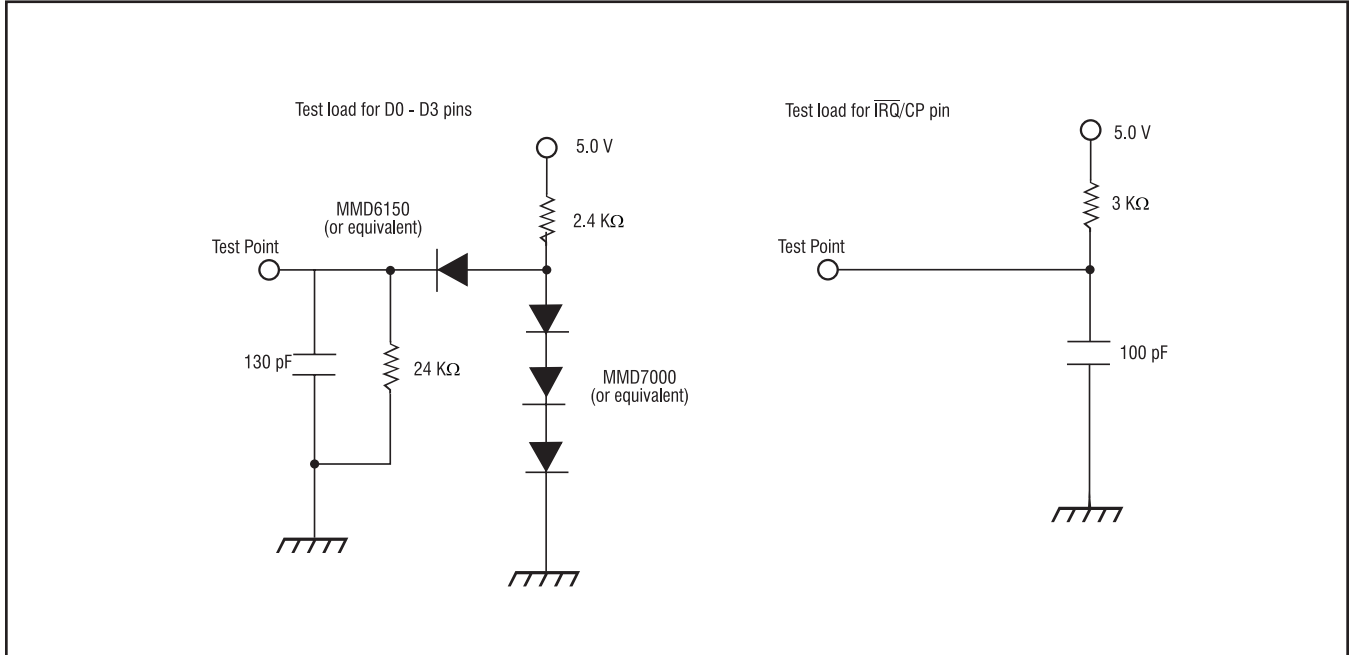 Test load for D0 - D3 pins
5.0 V
2.4 KΩ
MMD6150
(or equivalent)
Test Point
130 pF
24 KΩ
MMD7000
(or equivalent)
Test load for I̅R̅Q̅/CP pin
5.0 V
3 KΩ
Test Point
100 pF